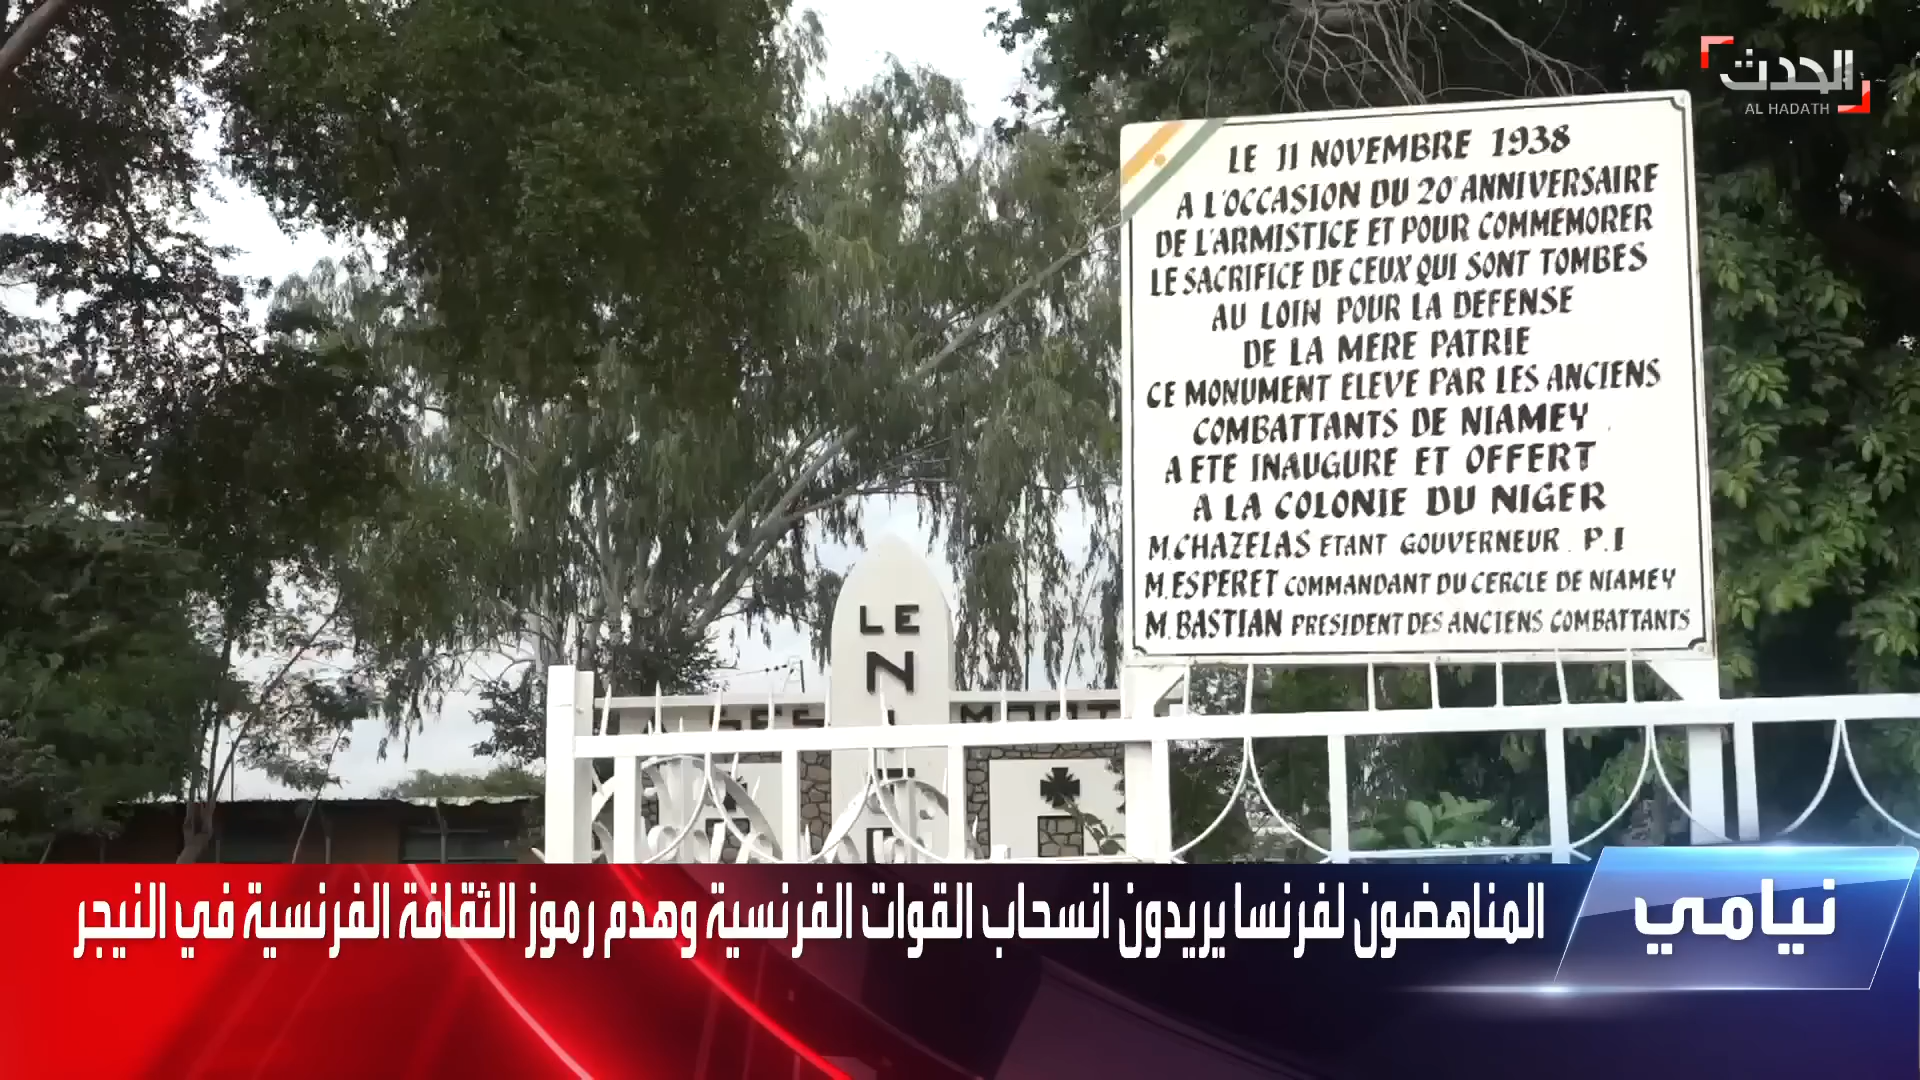 الحدث
AL HADATH
LE 11 NOVEMBRE 1938
A L'OCCASION DU 20 ANNIVERSAIRE
DE L'ARMISTICE ET POUR COMMEMORER
LE SACRIFICE DE CEUX QUI SONT TOMBES
AU LOIN POUR LA DEFENSE
DE LA MERE PATRIE
CE MONUMENT ELEVE PAR LES ANCIENS
COMBATTANTS DE NIAMEY
A ETE INAUGURE ET OFFERT
A LA COLONIE DU NIGER
M.CHAZELAS ETANT GOUVERNEUR. P.I
M.ESPERET COMMANDANT DU CERCLE DE NIAMEY
M.BASTIAN PRESIDENT DES ANCIENS COMBATTANTS
LE
A SES MORT
نيامي
المناهضون لفرنسا يريدون انسحاب القوات الفرنسية وهدم رموز الثقافة الفرنسية في النيجر